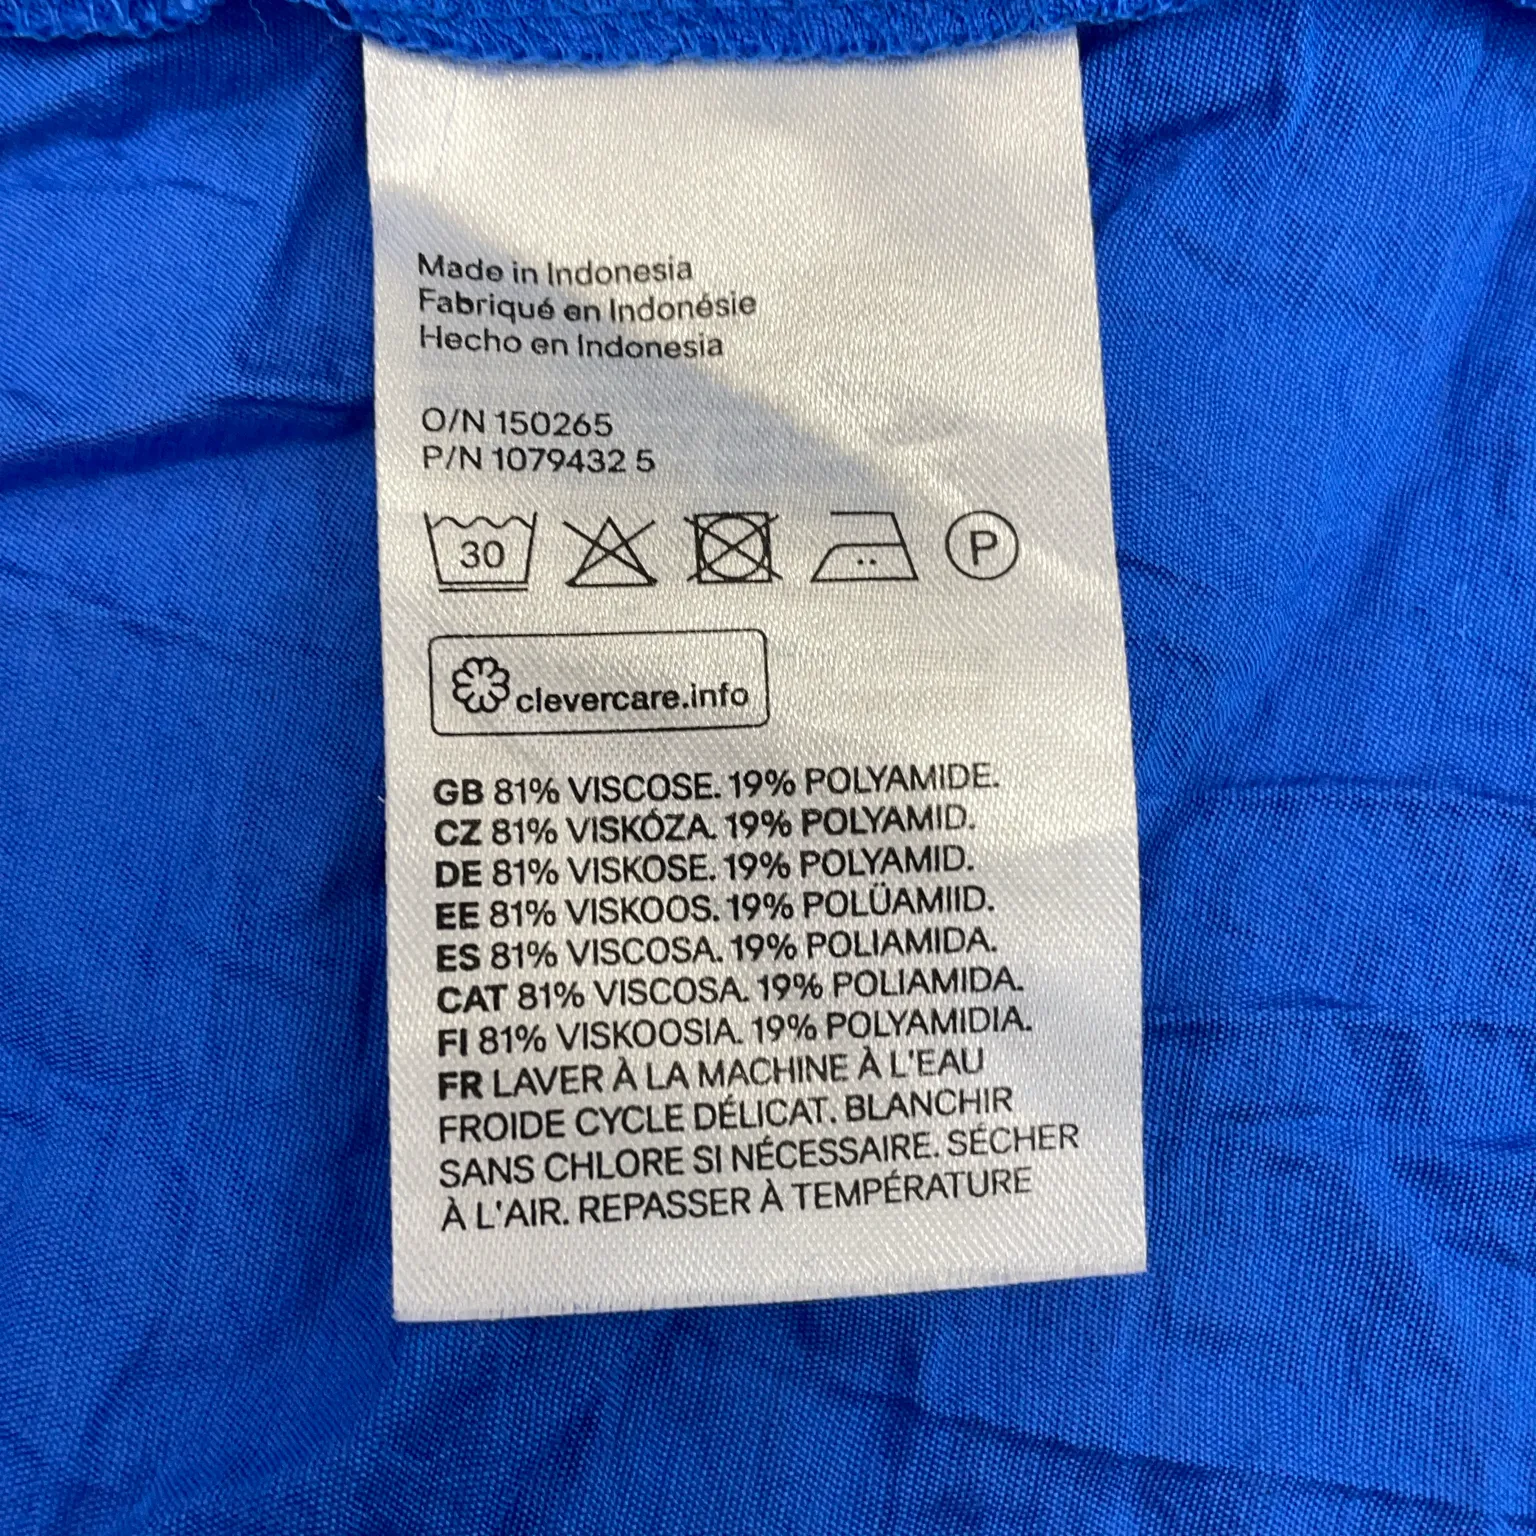 Made in Indonesia
Fabriqué en Indonésie
Hecho en Indonesia
O/N 150265
P/N 1079432 5
30
P
clevercare.info
GB 81% VISCOSE. 19% POLYAMIDE.
CZ 81% VISKÓZA. 19% POLYAMID.
DE 81% VISKOSE. 19% POLYAMID.
EE 81% VISKOOS. 19% POLÜAMIID.
ES 81% VISCOSA. 19% POLIAMIDA.
CAT 81% VISCOSA. 19% POLIAMIDA.
FI 81% VISKOOSIA. 19% POLYAMIDIA.
FR LAVER À LA MACHINE À L'EAU
FROIDE CYCLE DÉLICAT. BLANCHIR
SANS CHLORE SI NÉCESSAIRE. SÉCHER
À L'AIR. REPASSER À TEMPÉRATURE